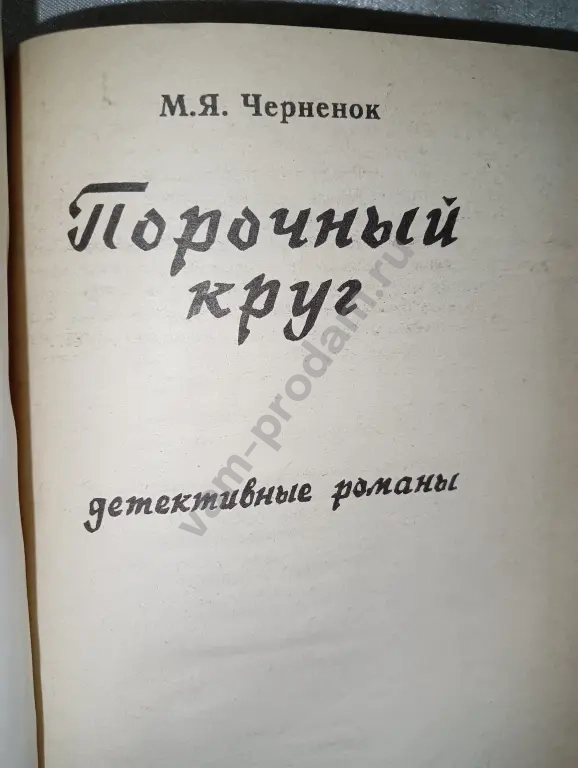 М.Я. Черненок
Порочный
круг
детективные романы
vam-prodam.ru